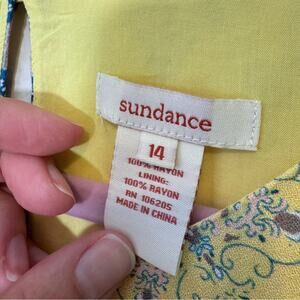 sundance
14
100% RAYON
LINING:
100% RAYON
RN 106205
MADE IN CHINA